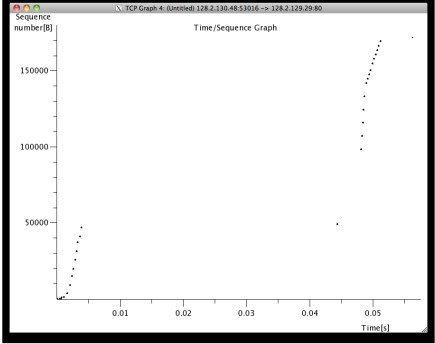 TCP Graph 4: (Untitled) 128.2.130.48:53016 -> 128.2.129.29:80
Sequence
number[B]
Time/Sequence Graph
150000
100000
50000
0.01 0.02 0.03 0.04 0.05
Time[s]